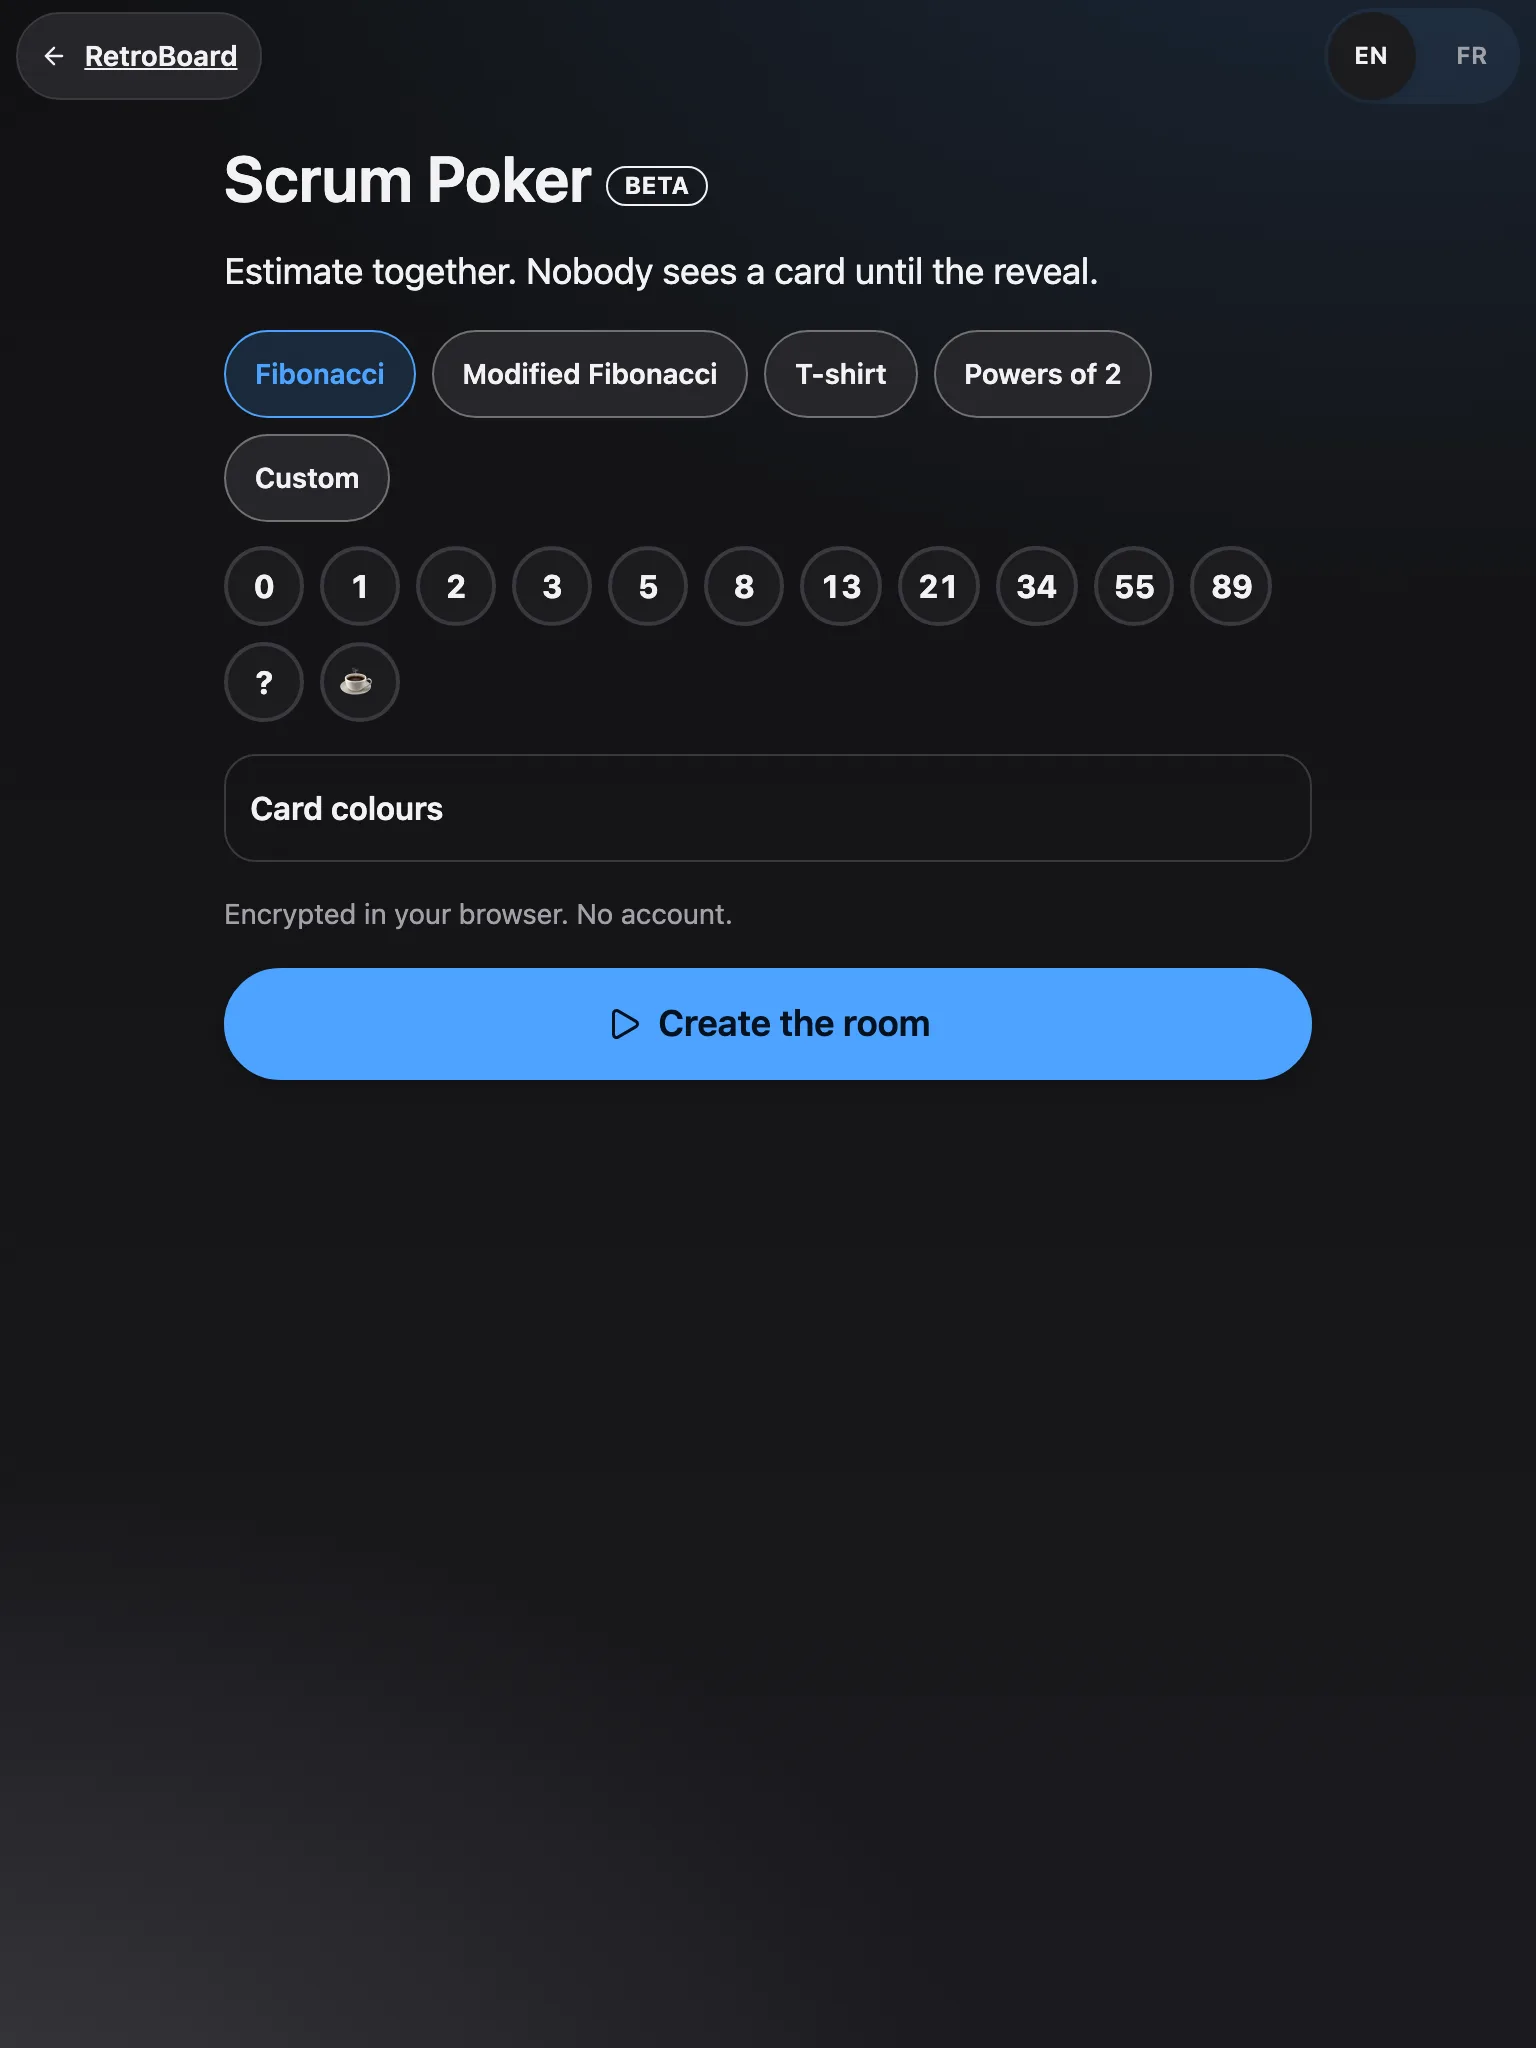 ← RetroBoard
EN FR
Scrum Poker BETA
Estimate together. Nobody sees a card until the reveal.
Fibonacci Modified Fibonacci T-shirt Powers of 2
Custom
0 1 2 3 5 8 13 21 34 55 89
? ☕
Card colours
Encrypted in your browser. No account.
Create the room